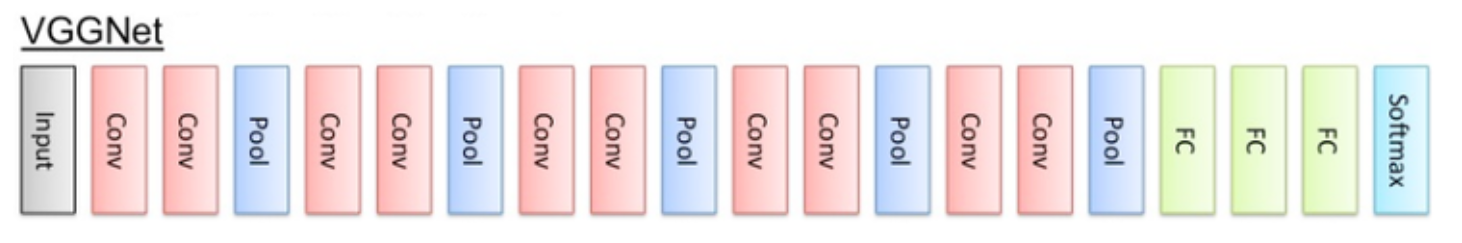 VGGNet
Input
Conv
Conv
Pool
Conv
Conv
Pool
Conv
Conv
Pool
Conv
Conv
Pool
Conv
Conv
Pool
FC
FC
FC
Softmax